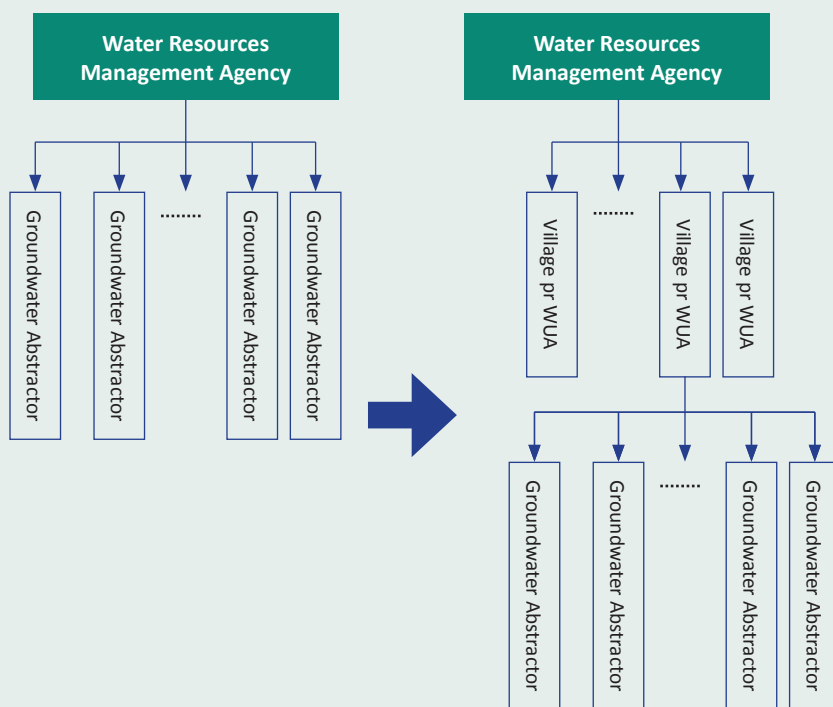 Water Resources
Management Agency
Groundwater Abstractor
Groundwater Abstractor
........
Groundwater Abstractor
Groundwater Abstractor
Water Resources
Management Agency
Village pr WUA
........
Village pr WUA
Village pr WUA
Groundwater Abstractor
Groundwater Abstractor
........
Groundwater Abstractor
Groundwater Abstractor